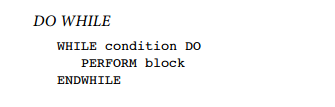 DO WHILE
WHILE condition DO
PERFORM block
ENDWHILE